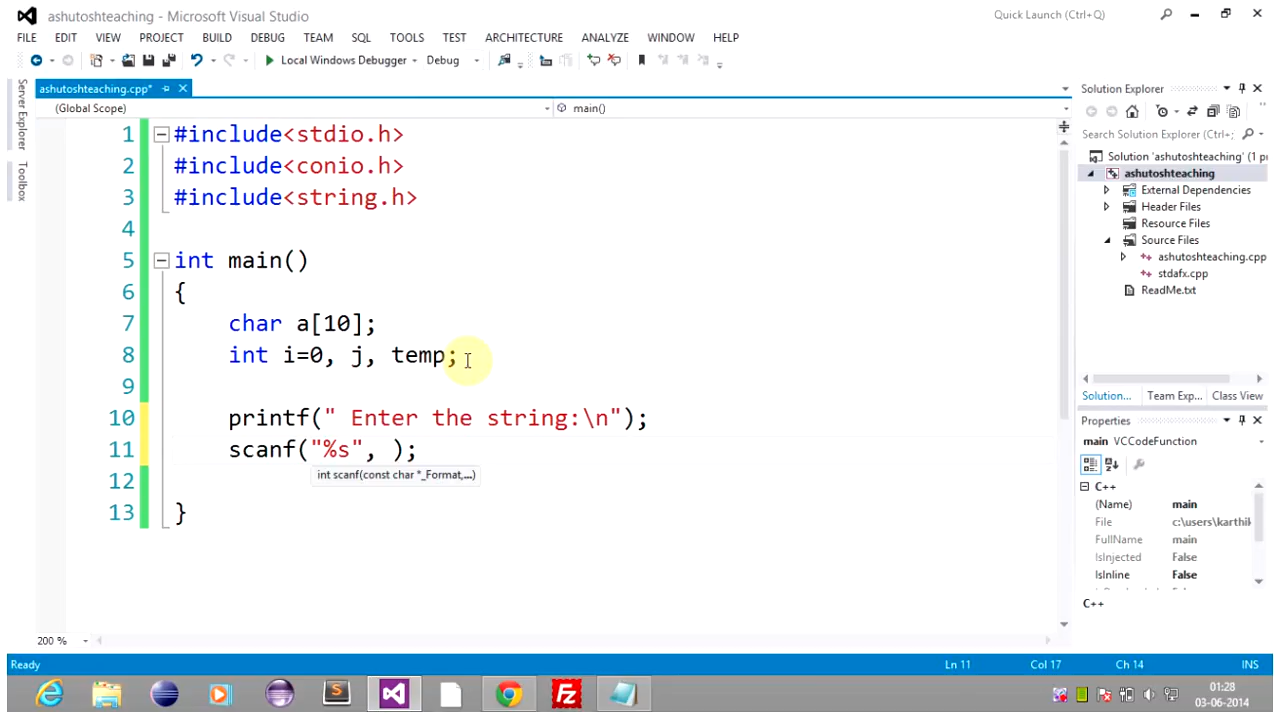 ashutoshteaching - Microsoft Visual Studio
Quick Launch (Ctrl+Q)
FILE EDIT VIEW PROJECT BUILD DEBUG TEAM SQL TOOLS TEST ARCHITECTURE ANALYZE WINDOW HELP
Local Windows Debugger Debug
Server Explorer
Toolbox
ashutoshteaching.cpp*
(Global Scope) main()
1 #include<stdio.h>
2 #include<conio.h>
3 #include<string.h>
4
5 int main()
6 {
7 char a[10];
8 int i=0, j, temp;
9
10 printf(" Enter the string:\n");
11 scanf("%s", );
int scanf(const char *_Format,...)
12
13 }
200 %
Solution Explorer
Search Solution Explorer (Ctrl+;
Solution 'ashutoshteaching' (1 p
ashutoshteaching
External Dependencies
Header Files
Resource Files
Source Files
ashutoshteaching.cpp
stdafx.cpp
ReadMe.txt
Solution... Team Exp... Class View
Properties
main VCCodeFunction
C++
(Name) main
File c:\users\karthik
FullName main
IsInjected False
IsInline False
C++
Ready Ln 11 Col 17 Ch 14 INS
01:28
03-06-2014